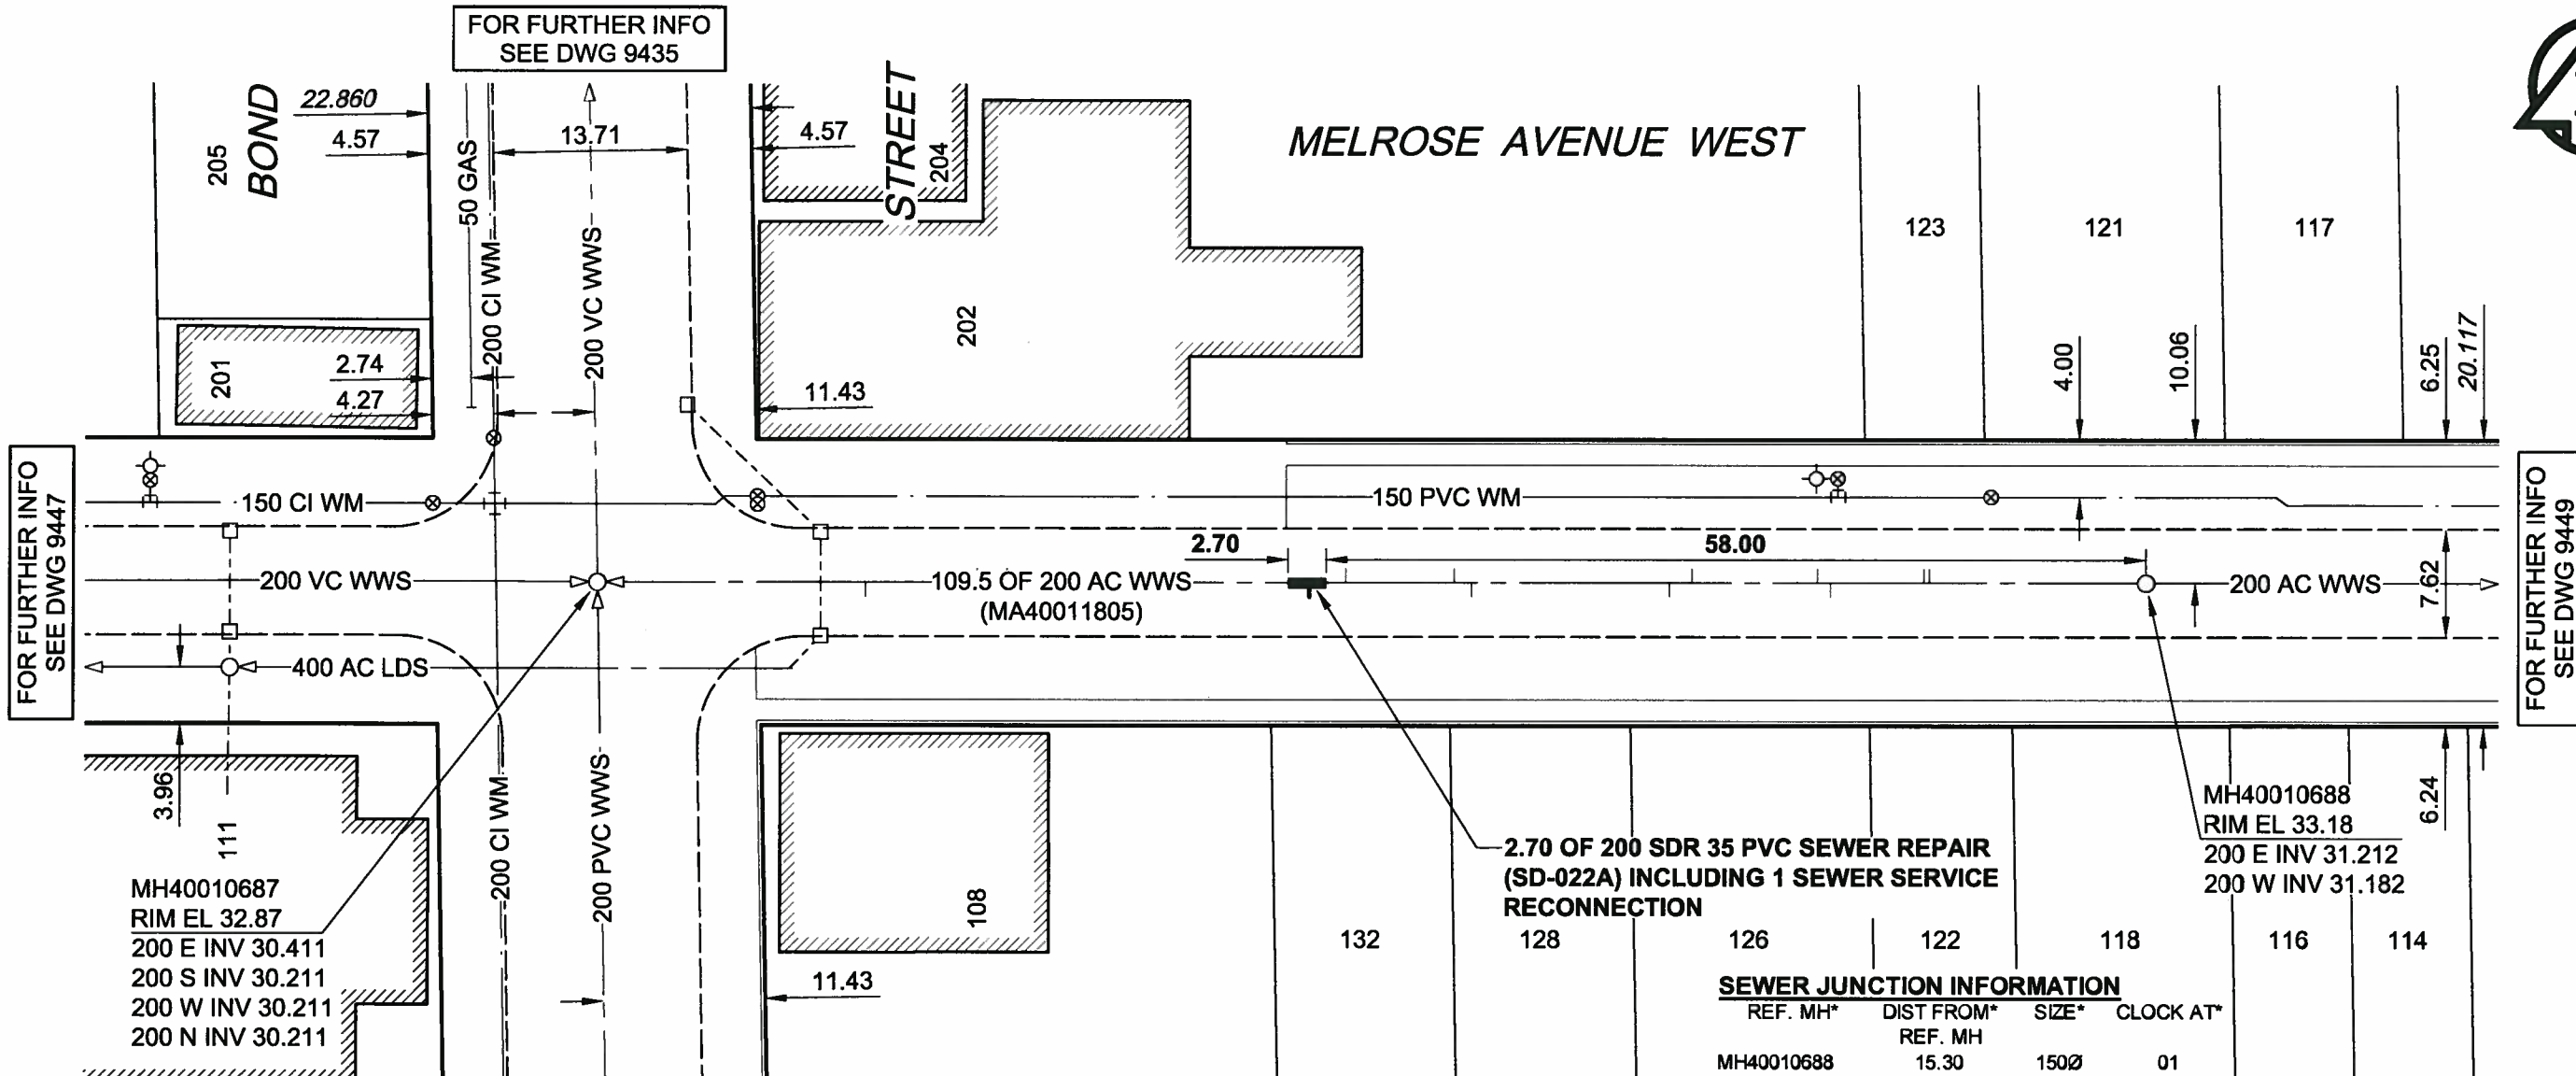 FOR FURTHER INFO
SEE DWG 9435
BOND
STREET
MELROSE AVENUE WEST
22.860
4.57
13.71
4.57
205
204
50 GAS
200 CI WM
200 VC WWS
123
121
117
201
2.74
4.27
202
11.43
4.00
10.06
6.25
20.117
FOR FURTHER INFO
SEE DWG 9447
150 CI WM
150 PVC WM
FOR FURTHER INFO
SEE DWG 9449
2.70
58.00
200 VC WWS
109.5 OF 200 AC WWS
(MA40011805)
200 AC WWS
7.62
400 AC LDS
3.96
111
200 CI WM
200 PVC WWS
108
11.43
6.24
MH40010687
RIM EL 32.87
200 E INV 30.411
200 S INV 30.211
200 W INV 30.211
200 N INV 30.211
2.70 OF 200 SDR 35 PVC SEWER REPAIR
(SD-022A) INCLUDING 1 SEWER SERVICE
RECONNECTION
MH40010688
RIM EL 33.18
200 E INV 31.212
200 W INV 31.182
132
128
126
122
118
116
114
SEWER JUNCTION INFORMATION
REF. MH* DIST FROM* SIZE* CLOCK AT*
REF. MH
MH40010688 15.30 150Ø 01